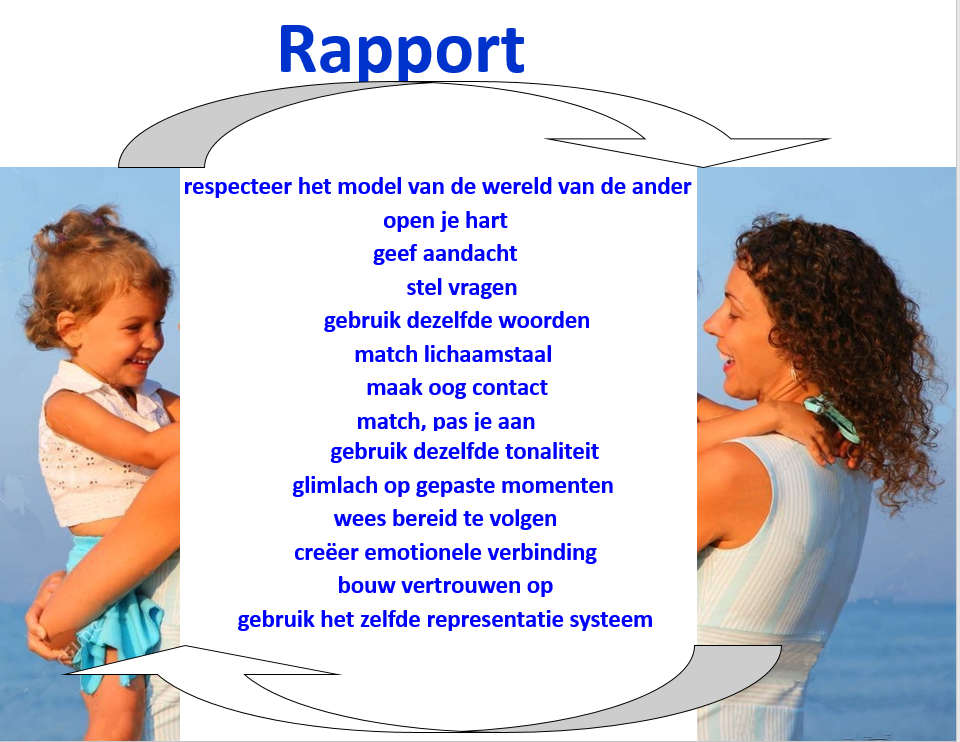 Rapport
respecteer het model van de wereld van de ander
open je hart
geef aandacht
stel vragen
gebruik dezelfde woorden
match lichaamstaal
maak oog contact
match, pas je aan
gebruik dezelfde tonaliteit
glimlach op gepaste momenten
wees bereid te volgen
creëer emotionele verbinding
bouw vertrouwen op
gebruik het zelfde representatie systeem